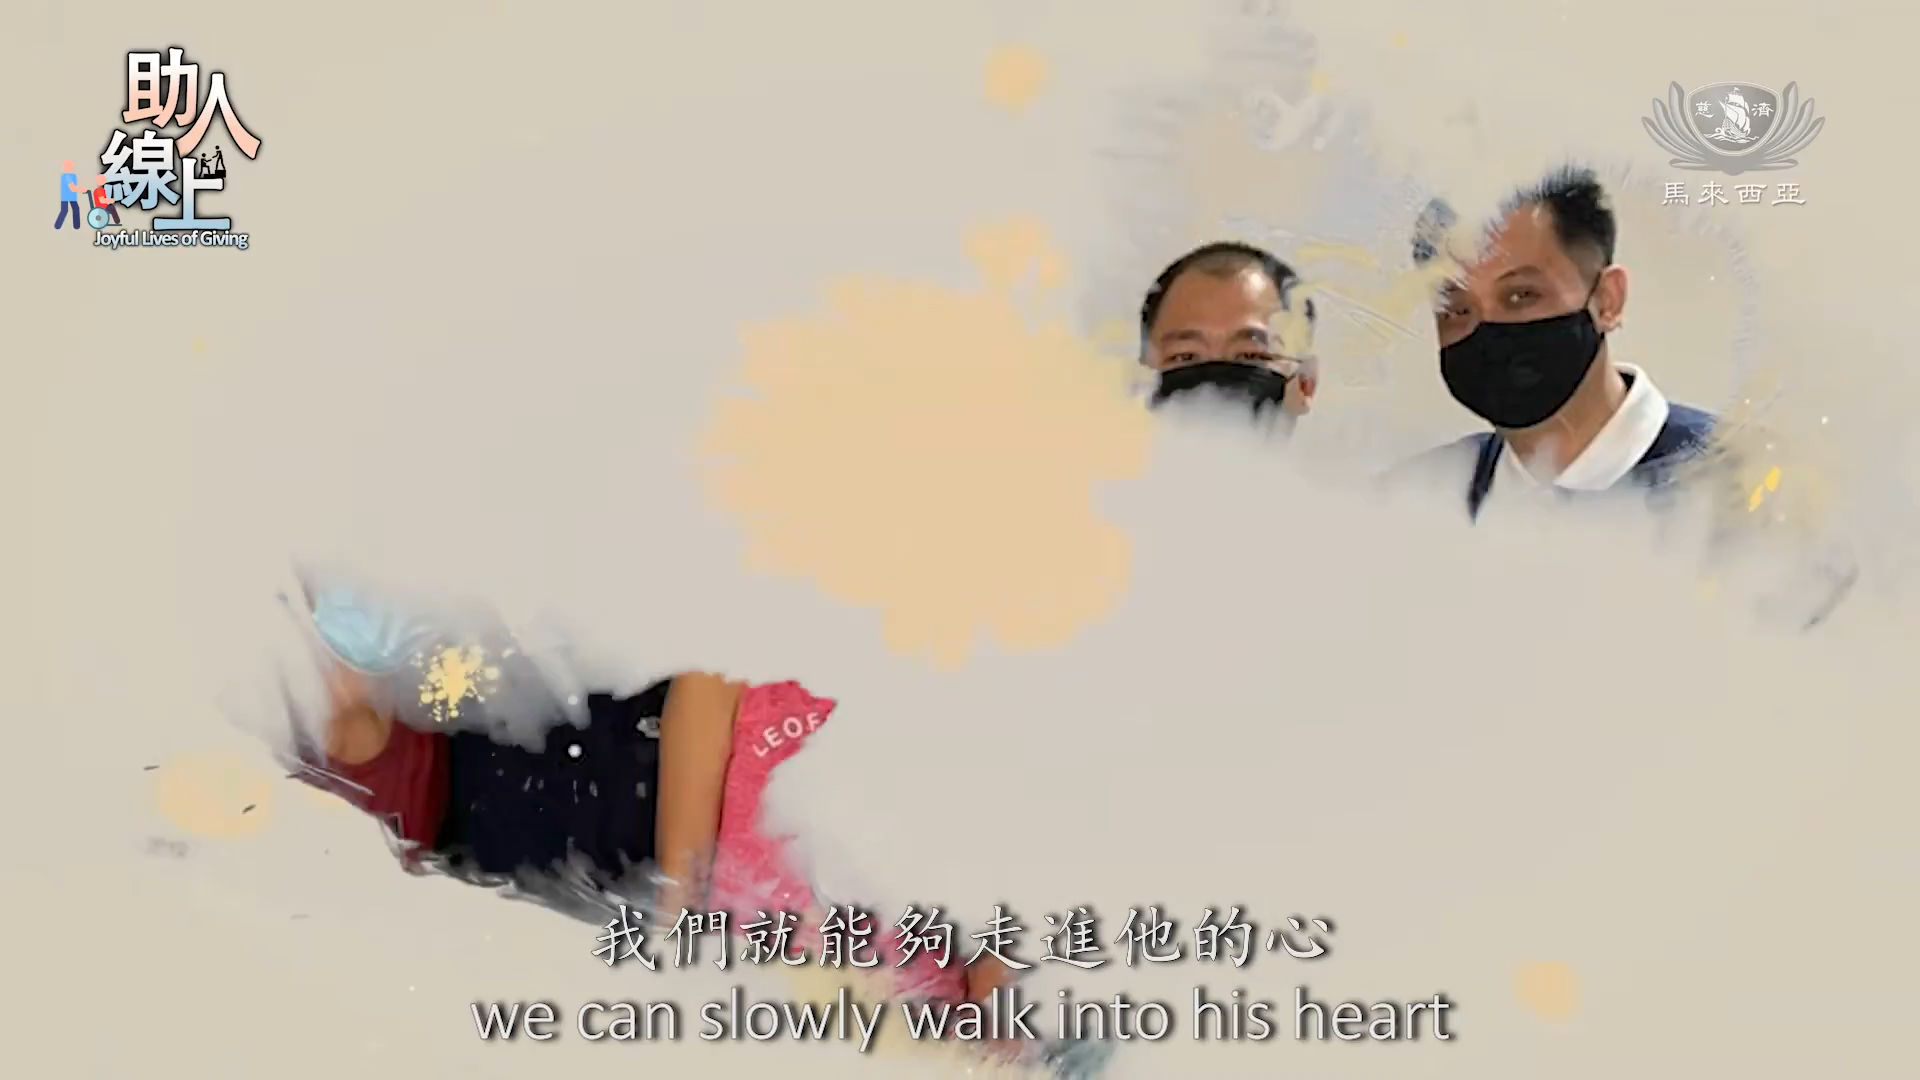 助人
線上
Joyful Lives of Giving
慈濟
馬來西亞
LEOF
我們就能夠走進他的心
we can slowly walk into his heart